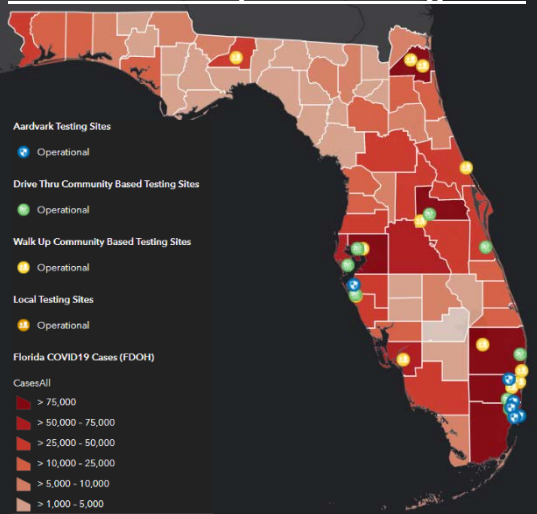 Aardvark Testing Sites
Operational
Drive Thru Community Based Testing Sites
Operational
Walk Up Community Based Testing Sites
Operational
Local Testing Sites
Operational
Florida COVID19 Cases (FDOH)
CasesAll
> 75,000
> 50,000 - 75,000
> 25,000 - 50,000
> 10,000 - 25,000
> 5,000 - 10,000
> 1,000 - 5,000